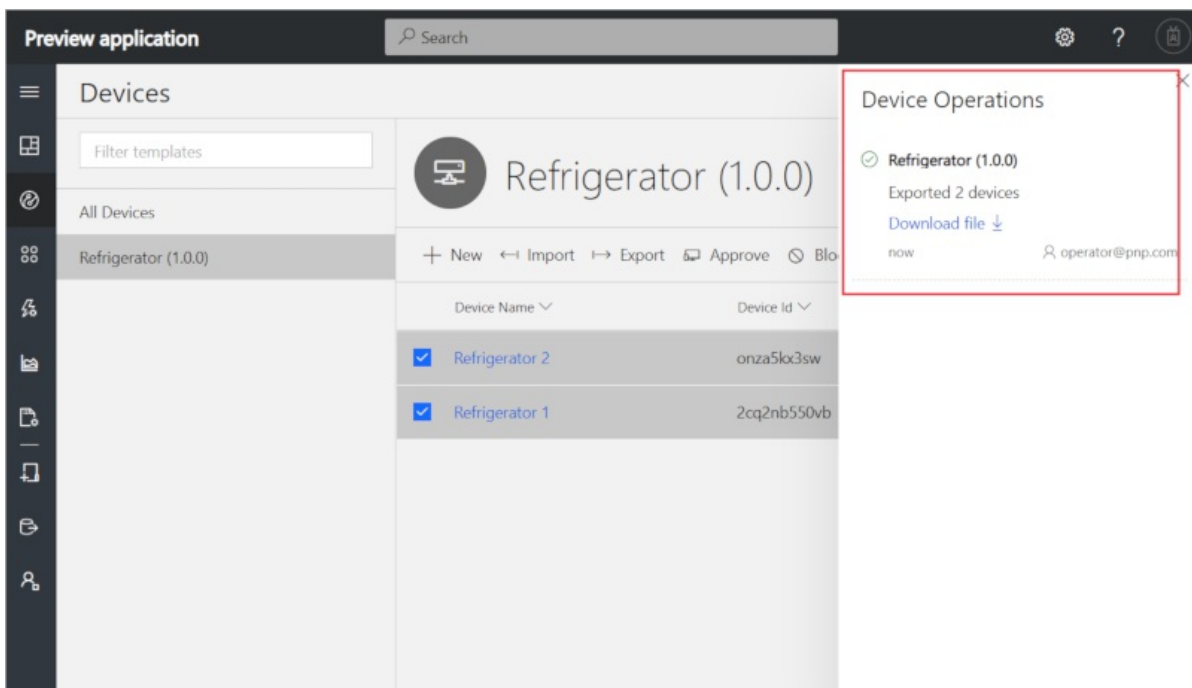 Preview application
Search
?
Devices
Filter templates
All Devices
Refrigerator (1.0.0)
Refrigerator (1.0.0)
New Import Export Approve Blo
Device Name Device Id
Refrigerator 2 onza5kx3sw
Refrigerator 1 2cq2nb550vb
Device Operations
Refrigerator (1.0.0)
Exported 2 devices
Download file
now operator@pnp.com